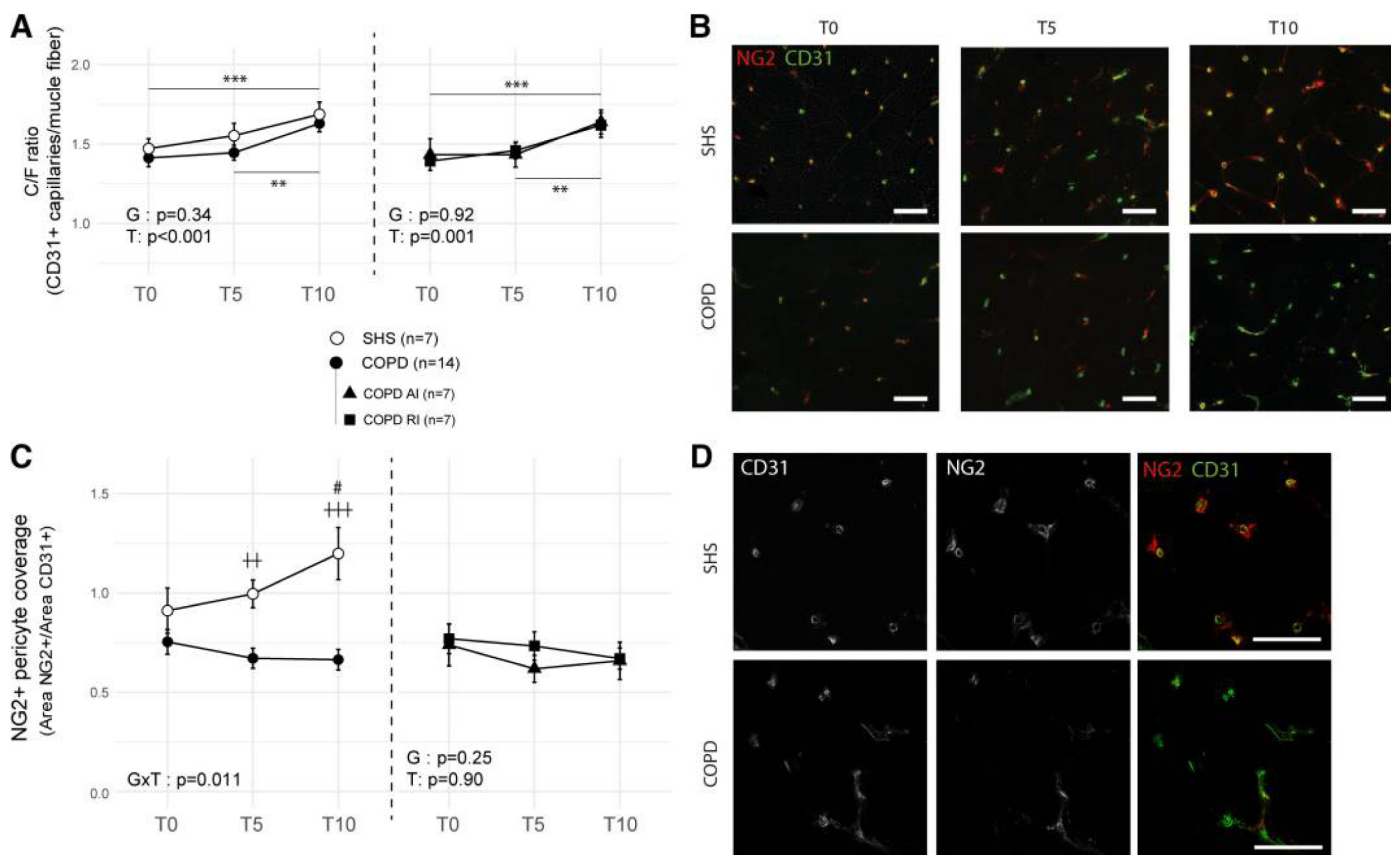 A
C/F ratio
(CD31+ capillaries/mucle fiber)
2.0
1.5
1.0
***
**
G : p=0.34
T: p<0.001
***
**
G : p=0.92
T: p=0.001
T0 T5 T10
T0 T5 T10
SHS (n=7)
COPD (n=14)
COPD AI (n=7)
COPD RI (n=7)
B
T0 T5 T10
NG2 CD31
SHS
COPD
C
NG2+ pericyte coverage
(Area NG2+/Area CD31+)
1.5
1.0
0.5
0.0
‡‡
#
‡‡‡
GxT : p=0.011
G : p=0.25
T: p=0.90
T0 T5 T10
T0 T5 T10
D
CD31
NG2
NG2 CD31
SHS
COPD